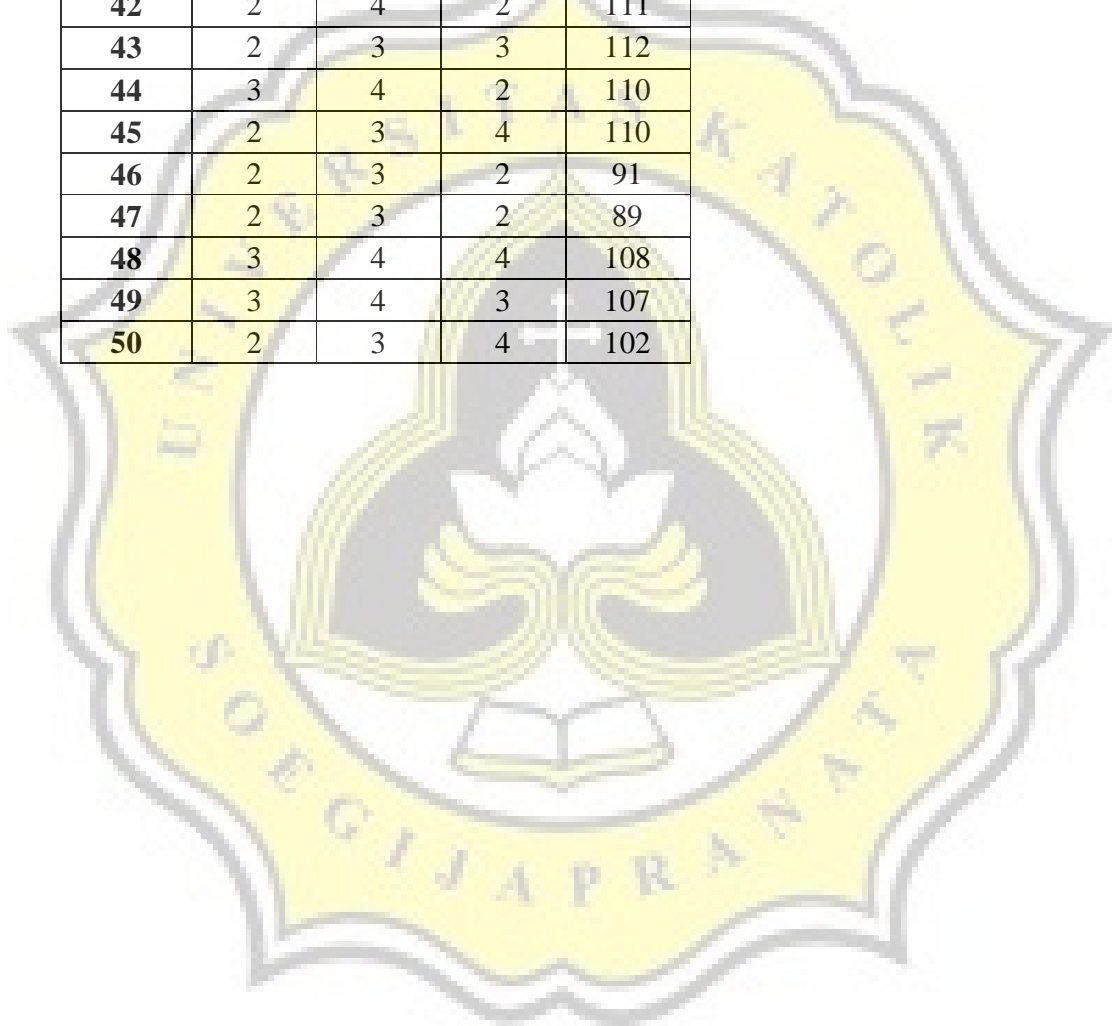 42 2 4 2 111
43 2 3 3 112
44 3 4 2 110
45 2 3 4 110
46 2 3 2 91
47 2 3 2 89
48 3 4 4 108
49 3 4 3 107
50 2 3 4 102
UNIVERSITAS KATOLIK
SOEGIJAPRANATA